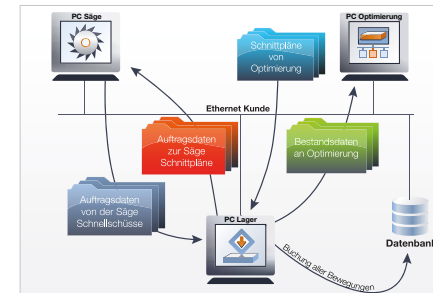 PC Säge
Schnittpläne
von
Optimierung
PC Optimierung
Ethernet Kunde
Auftragsdaten
zur Säge
Schnittpläne
Bestandsdaten
an Optimierung
Auftragsdaten
von der Säge
Schnellschüsse
PC Lager
Buchung aller Bewegungen
Datenbank